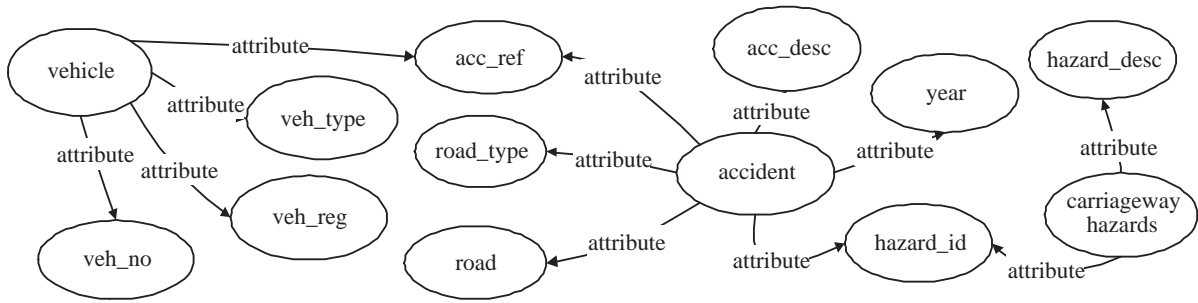 vehicle
attribute
acc_ref
attribute
acc_desc
attribute
hazard_desc
attribute
veh_type
year
attribute
attribute
attribute
road_type
attribute
accident
attribute
veh_no
veh_reg
road
attribute
attribute
hazard_id
attribute
carriageway
hazards